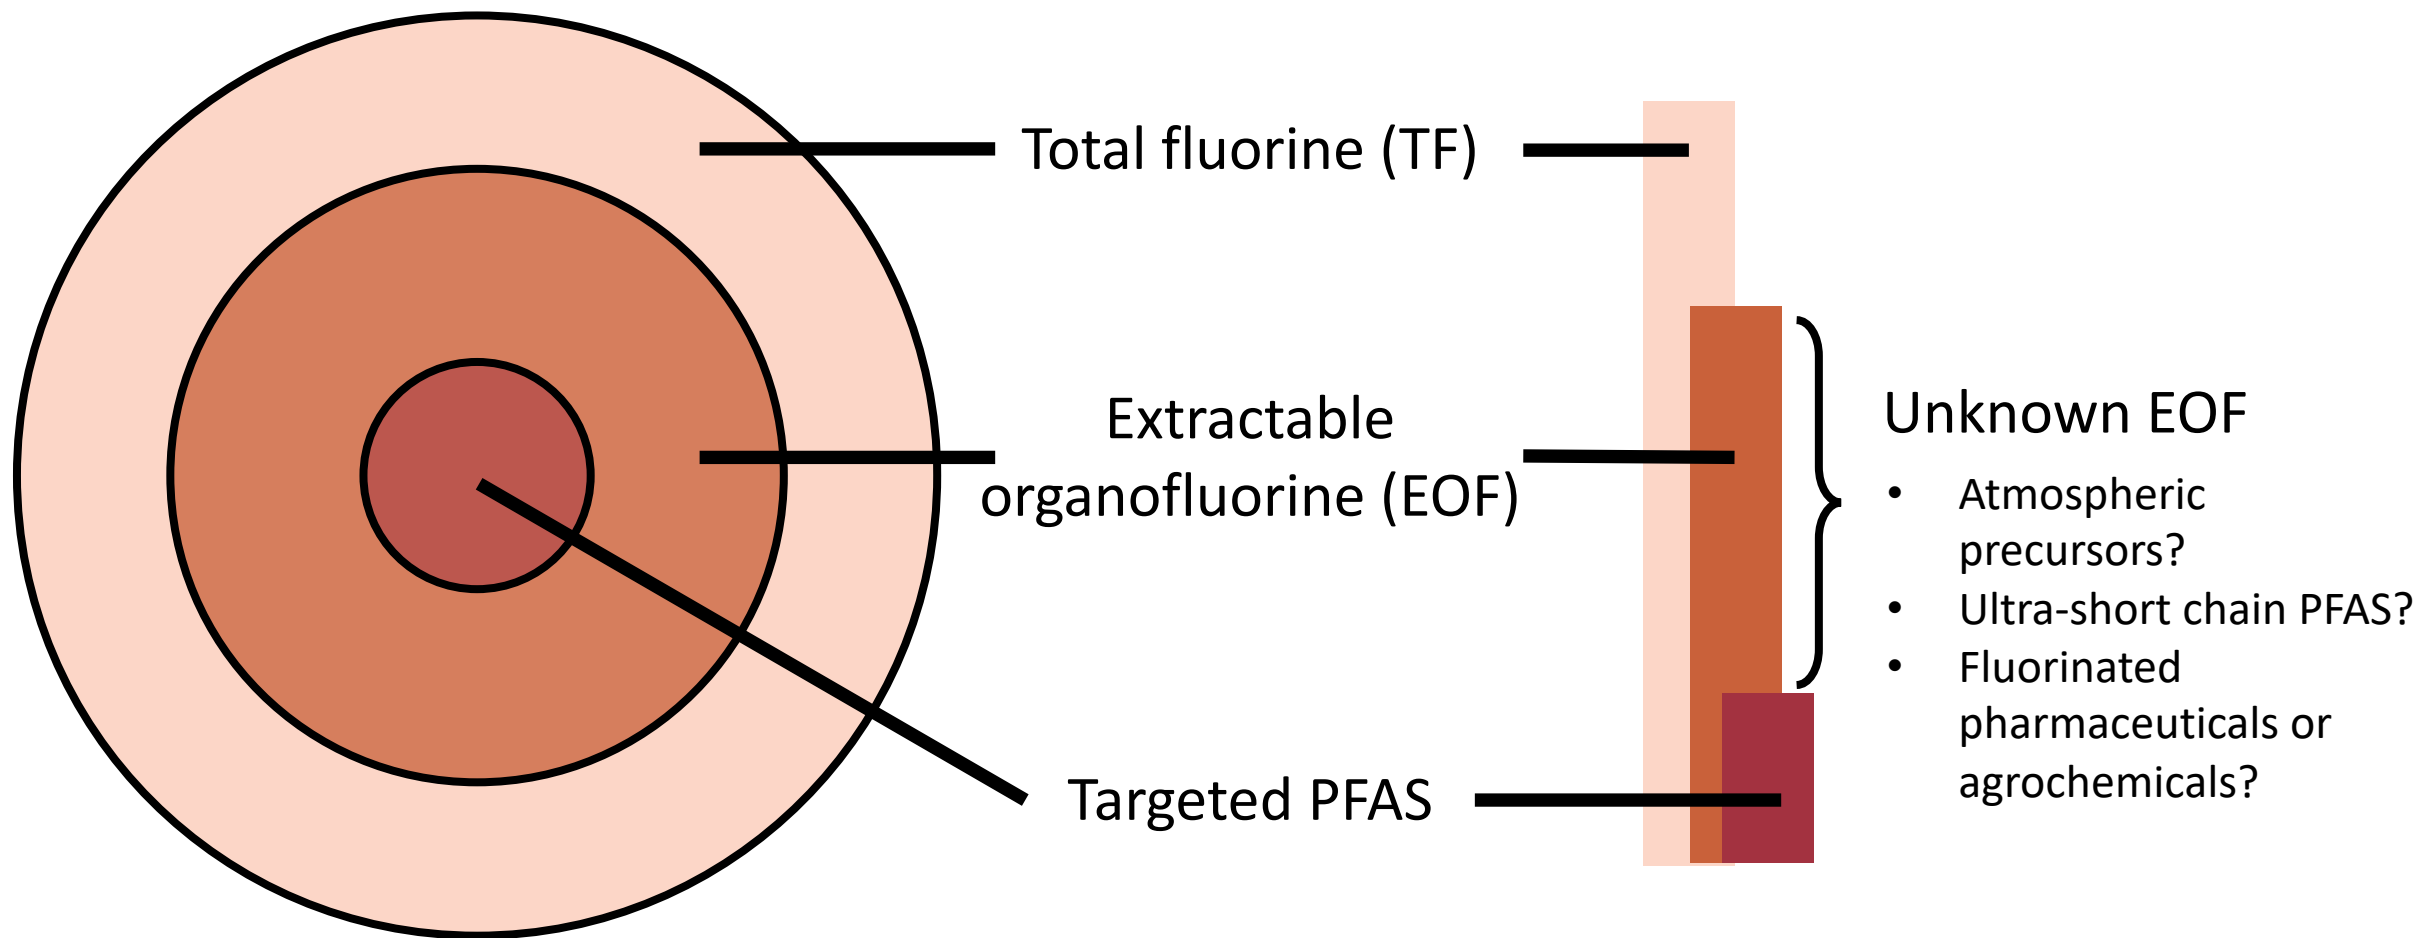 Total fluorine (TF)
Extractable
organofluorine (EOF)
Targeted PFAS
Unknown EOF
• Atmospheric
precursors?
• Ultra-short chain PFAS?
• Fluorinated
pharmaceuticals or
agrochemicals?